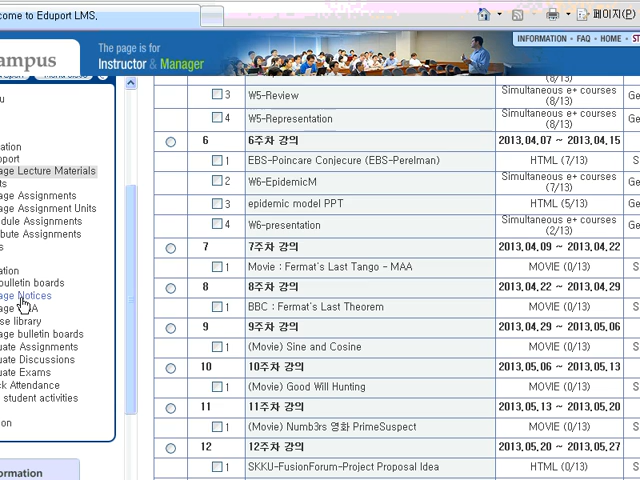 come to Eduport LMS,
페이지(P)
ampus
The page is for
Instructor & Manager
INFORMATION - FAQ - HOME - ST
ation
port
age Lecture Materials
ts
age Assignments
age Assignment Units
dule Assignments
bute Assignments
s
ation
bulletin boards
age Notices
age
A
se library
age bulletin boards
uate Assignments
uate Discussions
uate Exams
ck Attendance
student activities
on
ormation
(8/13)
3 W5-Review Simultaneous e+ courses (8/13) Ge
4 W5-Representation Simultaneous e+ courses (8/13) Ge
6 6주차 강의 2013,04,07 ~ 2013,04,15
1 EBS-Poincare Conjecure (EBS-Perelman) HTML (7/13) S
2 W6-EpidemicM Simultaneous e+ courses (7/13) Ge
3 epidemic model PPT HTML (5/13) Ge
4 W6-presentation Simultaneous e+ courses (2/13) Ge
7 7주차 강의 2013,04,09 ~ 2013,04,22
1 Movie : Fermat's Last Tango - MAA MOVIE (0/13) S
8 8주차 강의 2013,04,22 ~ 2013,04,29
1 BBC : Fermat's Last Theorem MOVIE (0/13) S
9 9주차 강의 2013,04,29 ~ 2013,05,06
1 (Movie) Sine and Cosine MOVIE (0/13) S
10 10주차 강의 2013,05,06 ~ 2013,05,13
1 (Movie) Good Will Hunting MOVIE (0/13) S
11 11주차 강의 2013,05,13 ~ 2013,05,20
1 (Movie) Numb3rs 영화 PrimeSuspect MOVIE (0/13) S
12 12주차 강의 2013,05,20 ~ 2013,05,27
1 SKKU-FusionForum-Project Proposal Idea HTML (0/13) S